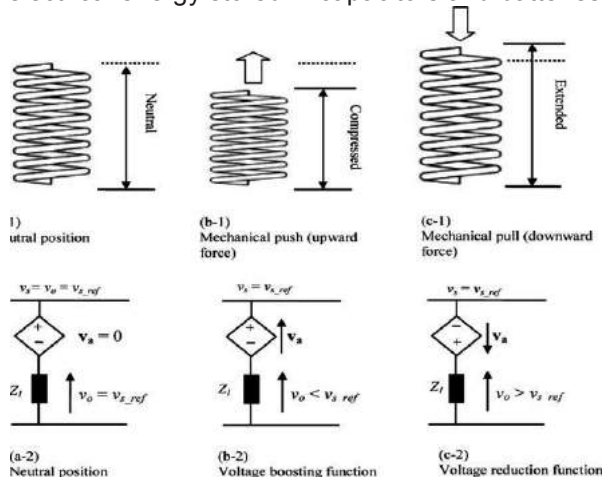 Neutral
Compressed
Extended
1)
utral position
(b-1)
Mechanical push (upward
force)
(c-1)
Mechanical pull (downward
force)
v_s = v_o = v_s_ref
+
−
v_a = 0
Z_l
v_o = v_s_ref
(a-2)
Neutral position
v_s = v_s_ref
+
−
v_a
Z_l
v_o < v_s_ref
(b-2)
Voltage boosting function
v_s = v_s_ref
−
+
v_a
Z_l
v_o > v_s_ref
(c-2)
Voltage reduction function